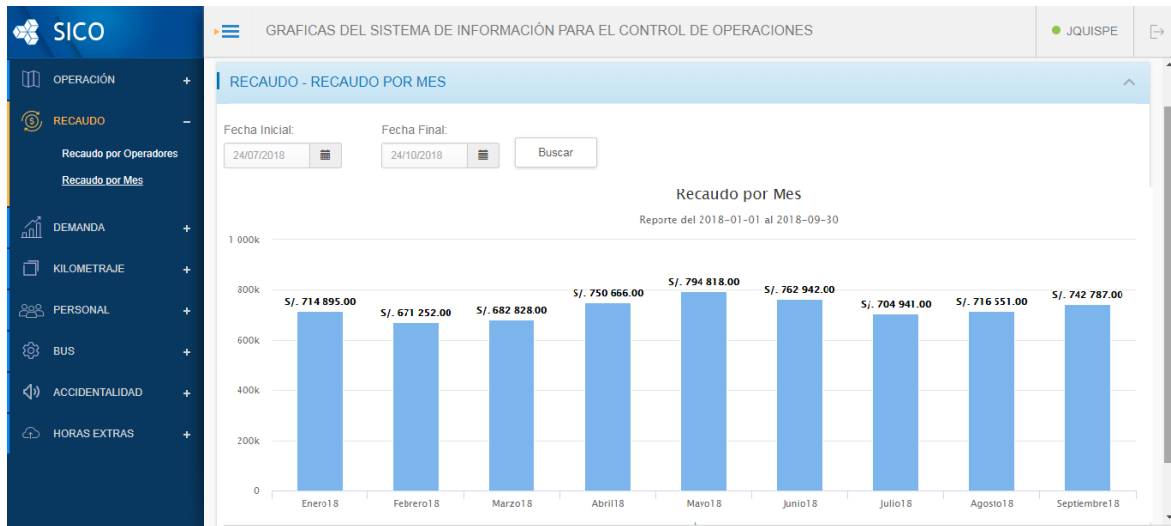 SICO
GRAFICAS DEL SISTEMA DE INFORMACIÓN PARA EL CONTROL DE OPERACIONES
JQUISPE
OPERACIÓN +
RECAUDO −
Recaudo por Operadores
Recaudo por Mes
DEMANDA +
KILOMETRAJE +
PERSONAL +
BUS +
ACCIDENTALIDAD +
HORAS EXTRAS +
RECAUDO - RECAUDO POR MES
Fecha Inicial: Fecha Final:
24/07/2018 24/10/2018 Buscar
Recaudo por Mes
Reporte del 2018-01-01 al 2018-09-30
1 000k
800k
600k
400k
200k
0
S/. 714 895.00 S/. 671 252.00 S/. 682 828.00 S/. 750 666.00 S/. 794 818.00 S/. 762 942.00 S/. 704 941.00 S/. 716 551.00 S/. 742 787.00
Enero18 Febrero18 Marzo18 Abril18 Mayo18 Junio18 Julio18 Agosto18 Septiembre18